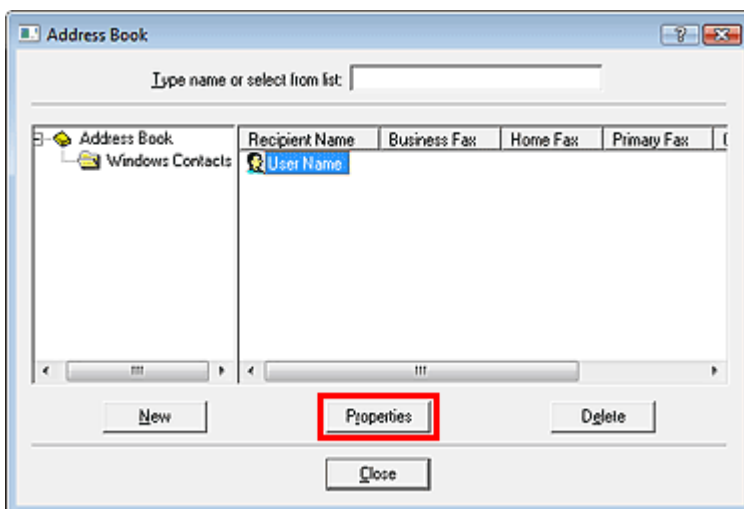 Address Book
Type name or select from list:
Address Book
Windows Contacts
Recipient Name Business Fax Home Fax Primary Fax
User Name
New Properties Delete
Close